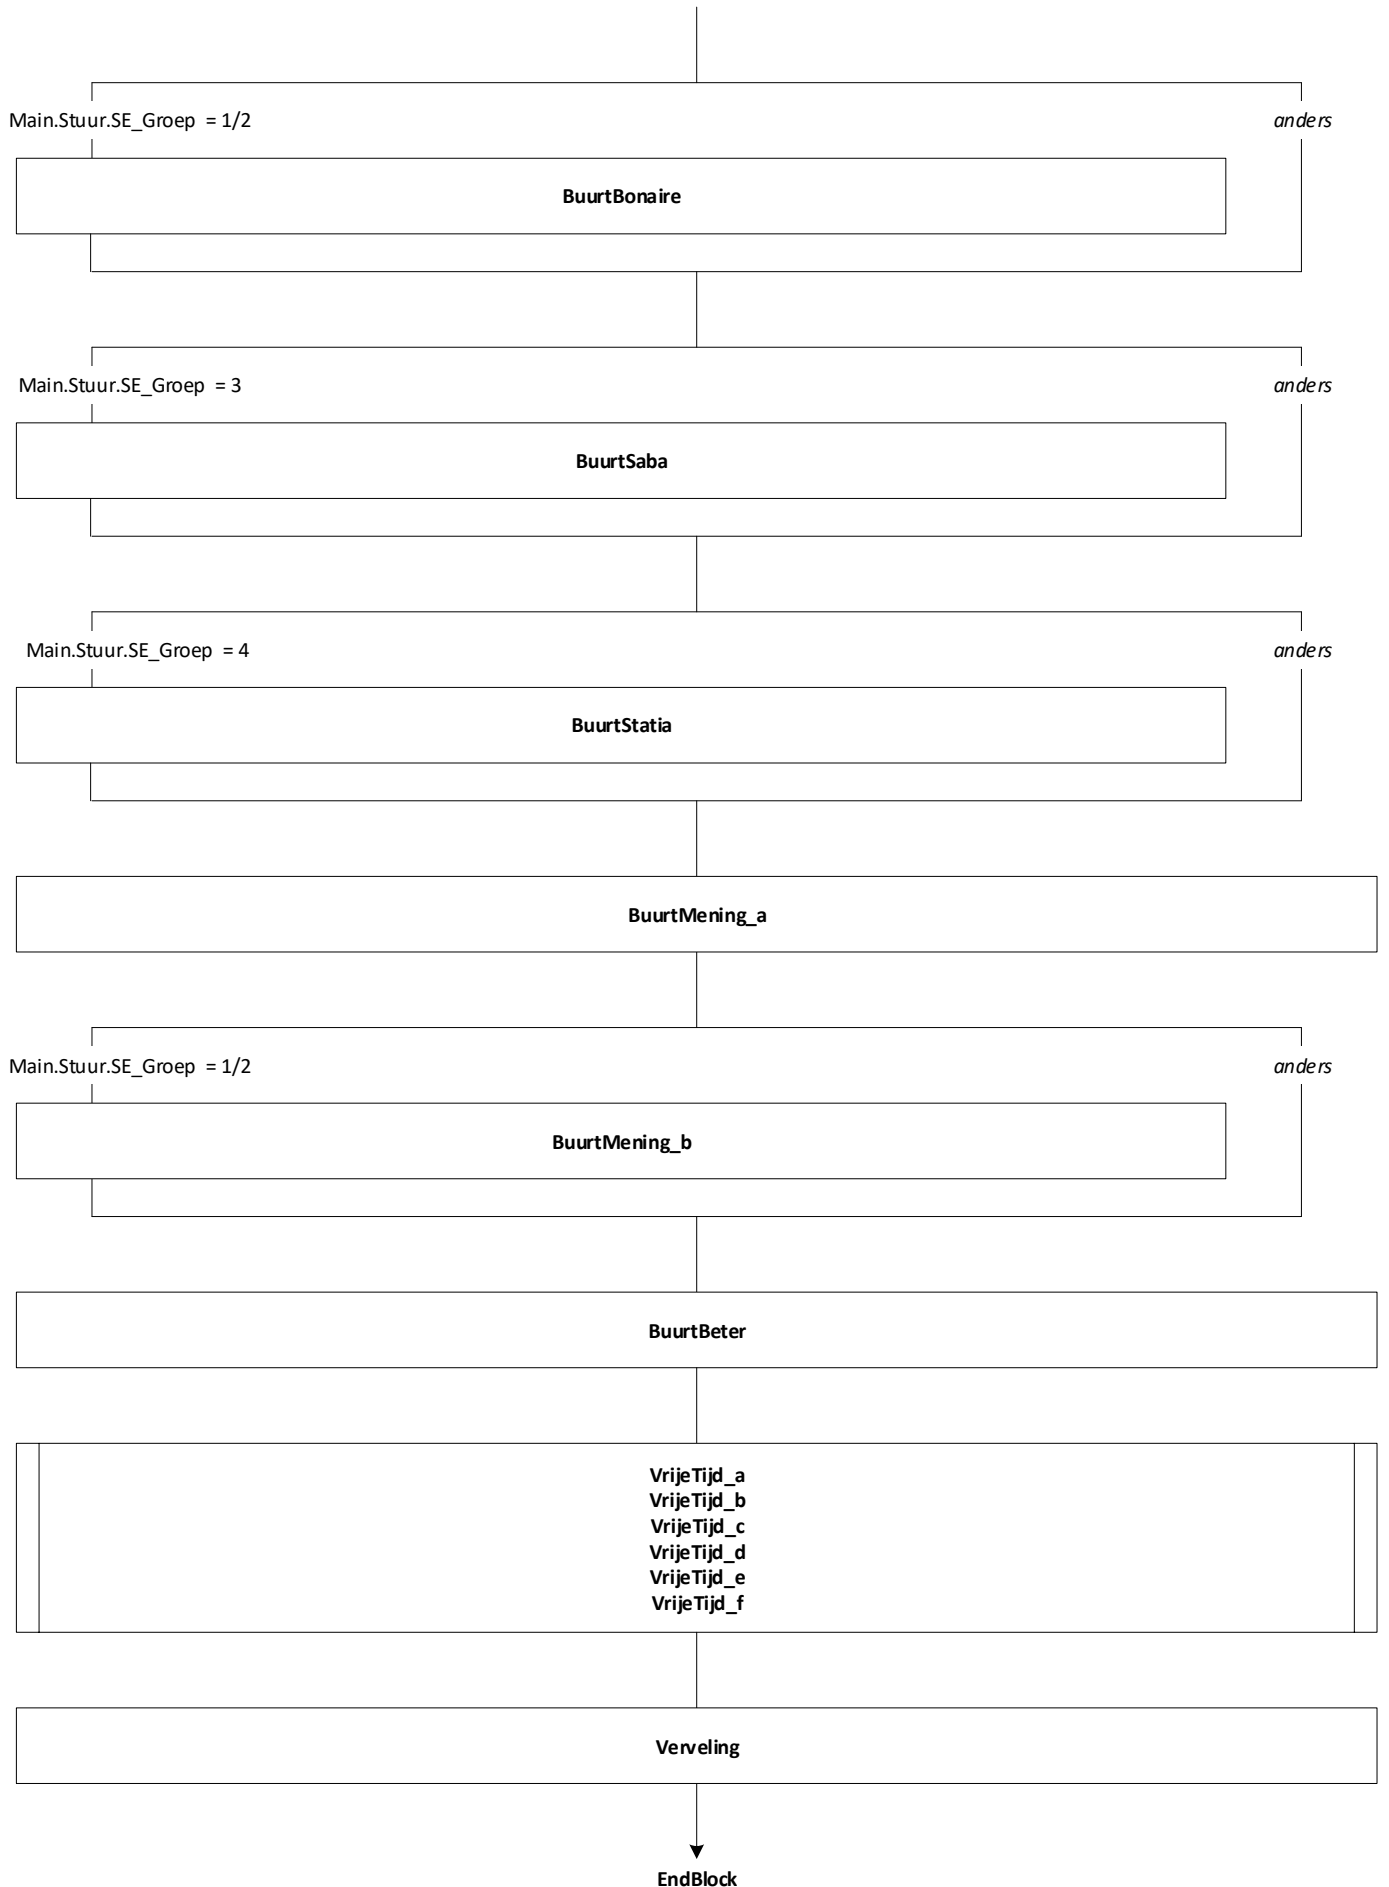 Main.Stuur.SE_Groep = 1/2
anders
BuurtBonaire
Main.Stuur.SE_Groep = 3
anders
BuurtSaba
Main.Stuur.SE_Groep = 4
anders
BuurtStatia
BuurtMening_a
Main.Stuur.SE_Groep = 1/2
anders
BuurtMening_b
BuurtBeter
VrijeTijd_a
VrijeTijd_b
VrijeTijd_c
VrijeTijd_d
VrijeTijd_e
VrijeTijd_f
Verveling
EndBlock